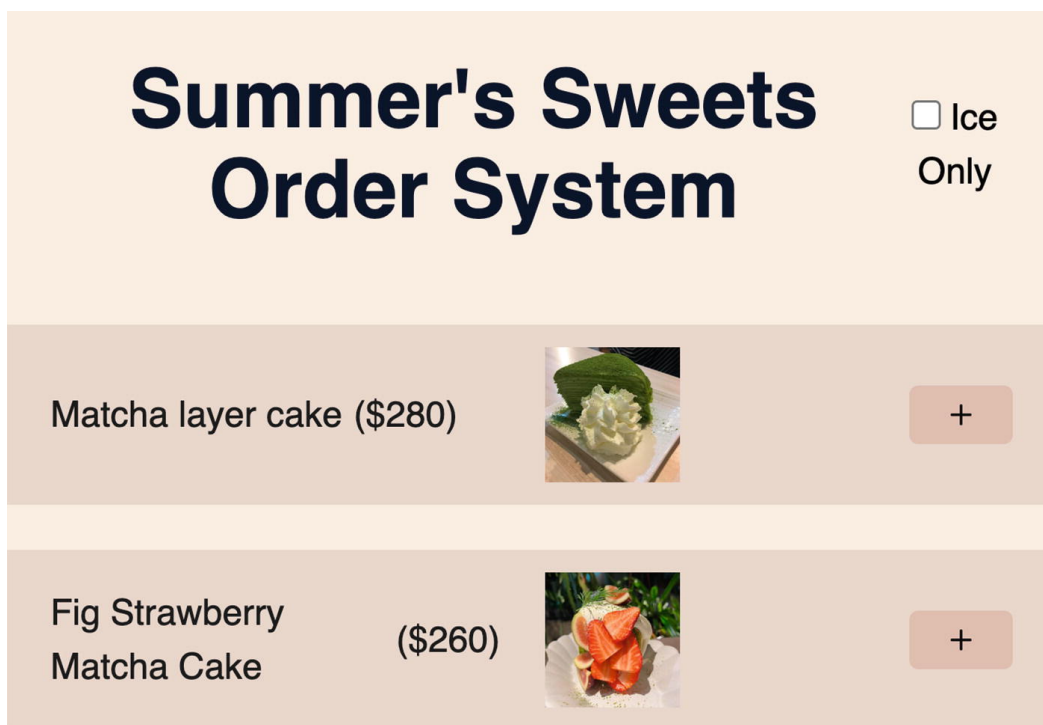 Summer's Sweets
Order System
Ice
Only
Matcha layer cake ($280)
+
Fig Strawberry
Matcha Cake
($260)
+